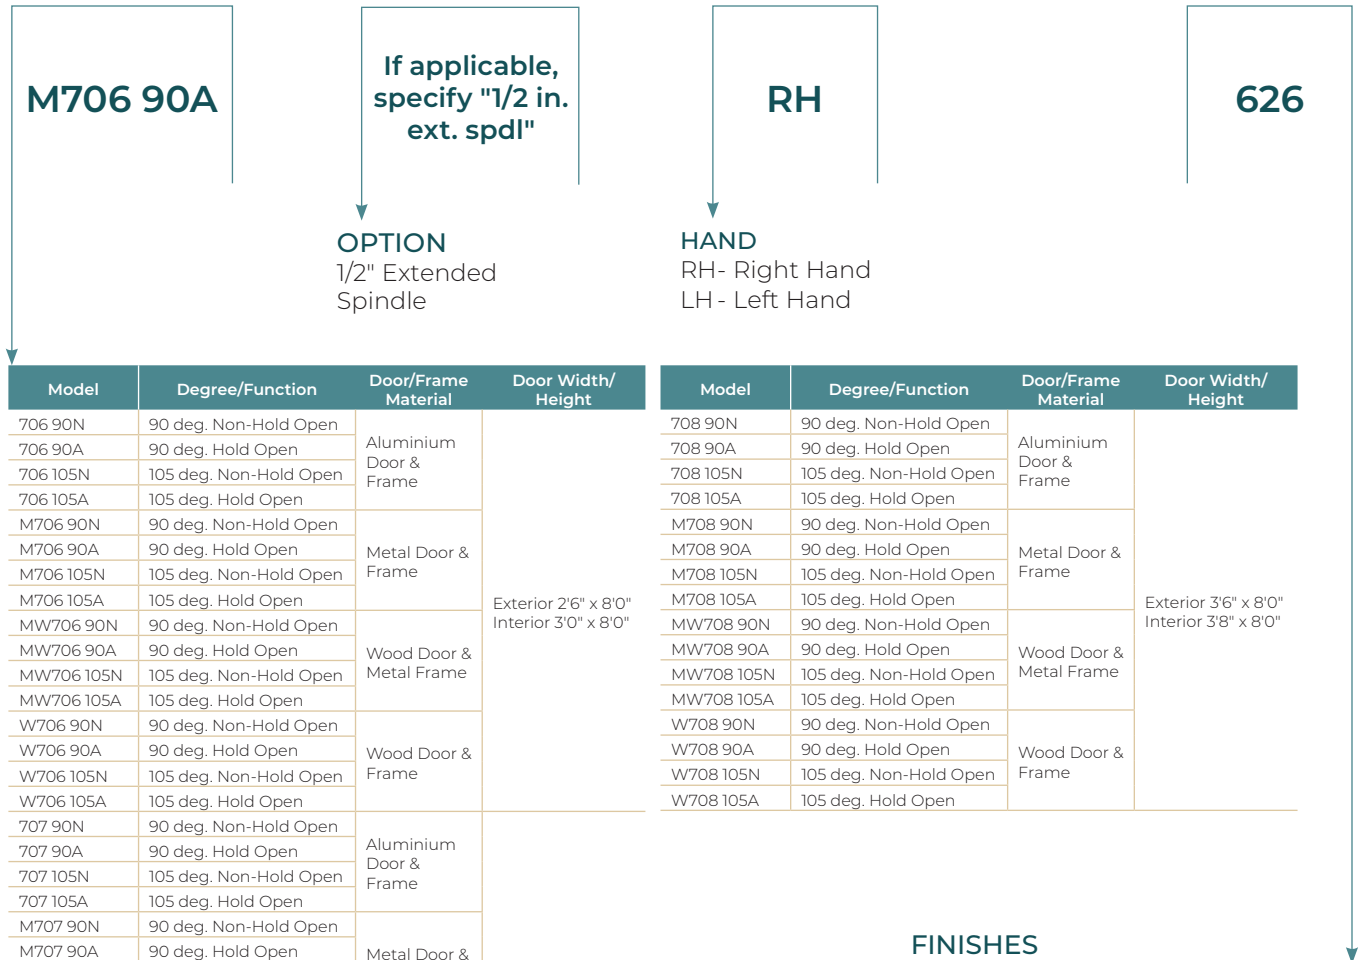 M706 90A
If applicable,
specify "1/2 in.
ext. spdl"
RH
626
OPTION
1/2" Extended
Spindle
HAND
RH- Right Hand
LH - Left Hand
Model Degree/Function Door/Frame Material Door Width/ Height
706 90N 90 deg. Non-Hold Open
706 90A 90 deg. Hold Open
706 105N 105 deg. Non-Hold Open
706 105A 105 deg. Hold Open
Aluminium
Door &
Frame
M706 90N 90 deg. Non-Hold Open
M706 90A 90 deg. Hold Open
M706 105N 105 deg. Non-Hold Open
M706 105A 105 deg. Hold Open
Metal Door &
Frame
MW706 90N 90 deg. Non-Hold Open
MW706 90A 90 deg. Hold Open
MW706 105N 105 deg. Non-Hold Open
MW706 105A 105 deg. Hold Open
Wood Door &
Metal Frame
W706 90N 90 deg. Non-Hold Open
W706 90A 90 deg. Hold Open
W706 105N 105 deg. Non-Hold Open
W706 105A 105 deg. Hold Open
Wood Door &
Frame
Exterior 2'6" x 8'0"
Interior 3'0" x 8'0"
707 90N 90 deg. Non-Hold Open
707 90A 90 deg. Hold Open
707 105N 105 deg. Non-Hold Open
707 105A 105 deg. Hold Open
Aluminium
Door &
Frame
M707 90N 90 deg. Non-Hold Open
M707 90A 90 deg. Hold Open
Metal Door &
Model Degree/Function Door/Frame Material Door Width/ Height
708 90N 90 deg. Non-Hold Open
708 90A 90 deg. Hold Open
708 105N 105 deg. Non-Hold Open
708 105A 105 deg. Hold Open
Aluminium
Door &
Frame
M708 90N 90 deg. Non-Hold Open
M708 90A 90 deg. Hold Open
M708 105N 105 deg. Non-Hold Open
M708 105A 105 deg. Hold Open
Metal Door &
Frame
MW708 90N 90 deg. Non-Hold Open
MW708 90A 90 deg. Hold Open
MW708 105N 105 deg. Non-Hold Open
MW708 105A 105 deg. Hold Open
Wood Door &
Metal Frame
W708 90N 90 deg. Non-Hold Open
W708 90A 90 deg. Hold Open
W708 105N 105 deg. Non-Hold Open
W708 105A 105 deg. Hold Open
Wood Door &
Frame
Exterior 3'6" x 8'0"
Interior 3'8" x 8'0"
FINISHES